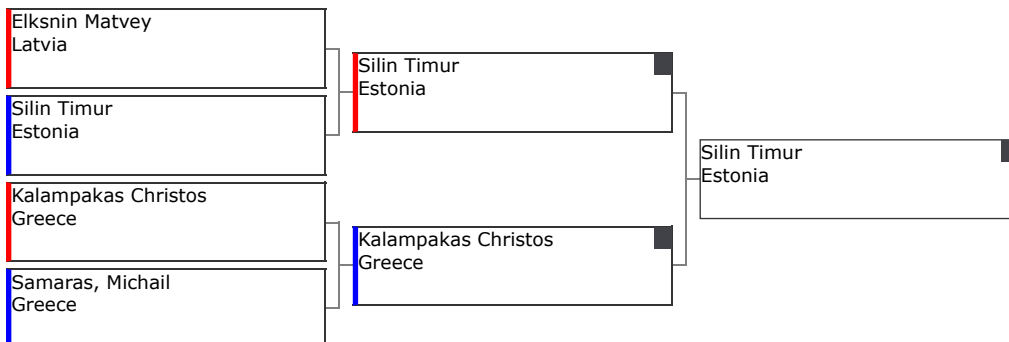 Elksnin Matvey
Latvia
Silin Timur
Estonia
Kalampakas Christos
Greece
Samaras, Michail
Greece
Silin Timur
Estonia
Kalampakas Christos
Greece
Silin Timur
Estonia